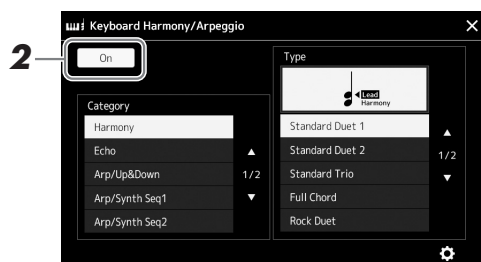 Keyboard Harmony/Arpeggio
2
On
Type
Lead
Harmony
Category
Harmony
Echo
Arp/Up&Down
Arp/Synth Seq1
Arp/Synth Seq2
1/2
Standard Duet 1
Standard Duet 2
Standard Trio
Full Chord
Rock Duet
1/2